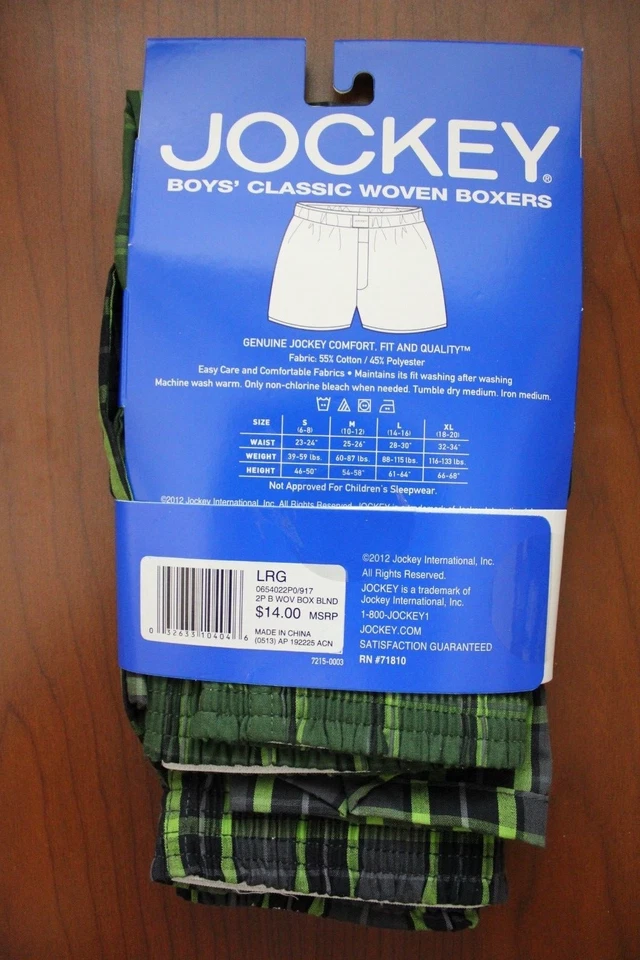 JOCKEY®
BOYS' CLASSIC WOVEN BOXERS
GENUINE JOCKEY COMFORT. FIT AND QUALITY™
Fabric: 55% Cotton / 45% Polyester
Easy Care and Comfortable Fabrics • Maintains its fit washing after washing
Machine wash warm. Only non-chlorine bleach when needed. Tumble dry medium. Iron medium.
SIZE S (6-8) M (10-12) L (14-16) XL (18-20)
WAIST 23-24" 25-26" 28-30" 32-34"
WEIGHT 39-59 lbs. 60-87 lbs. 88-115 lbs. 116-133 lbs.
HEIGHT 46-50" 54-58" 61-64" 66-68"
Not Approved For Children's Sleepwear.
©2012 Jockey International, Inc. All Rights Reserved. JOCKEY
LRG
0654022P0/917
2P B WOV BOX BLND
$14.00 MSRP
MADE IN CHINA
(0513) AP 192225 ACN
0 32633 10404 6
7215-0003
©2012 Jockey International, Inc.
All Rights Reserved.
JOCKEY is a trademark of
Jockey International, Inc.
1-800-JOCKEY1
JOCKEY.COM
SATISFACTION GUARANTEED
RN #71810